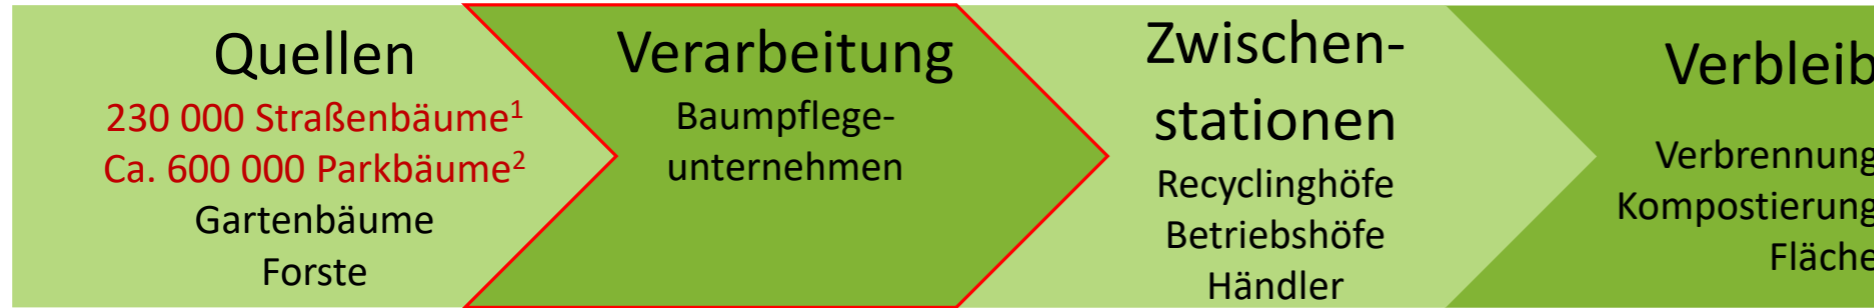 Quellen
230 000 Straßenbäume¹
Ca. 600 000 Parkbäume²
Gartenbäume
Forste
Verarbeitung
Baumpflege-
unternehmen
Zwischen-
stationen
Recyclinghöfe
Betriebshöfe
Händler
Verbleib
Verbrennung
Kompostierung
Fläche